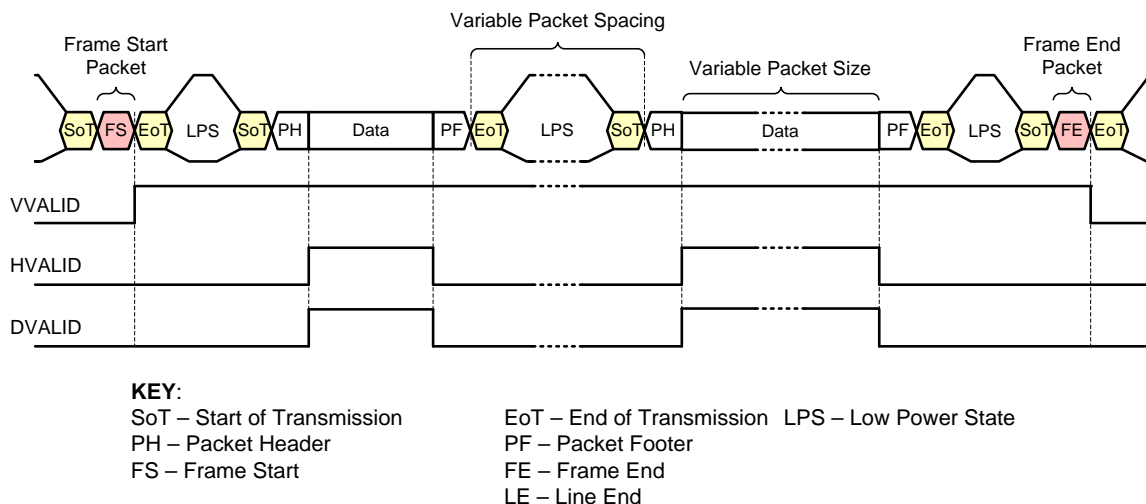 Variable Packet Spacing
Frame Start
Packet
Variable Packet Size
Frame End
Packet
SoT FS EoT LPS SoT PH Data PF EoT LPS SoT PH Data PF EoT LPS SoT FE EoT
VVALID
HVALID
DVALID
KEY:
SoT – Start of Transmission EoT – End of Transmission LPS – Low Power State
PH – Packet Header PF – Packet Footer
FS – Frame Start FE – Frame End
LE – Line End